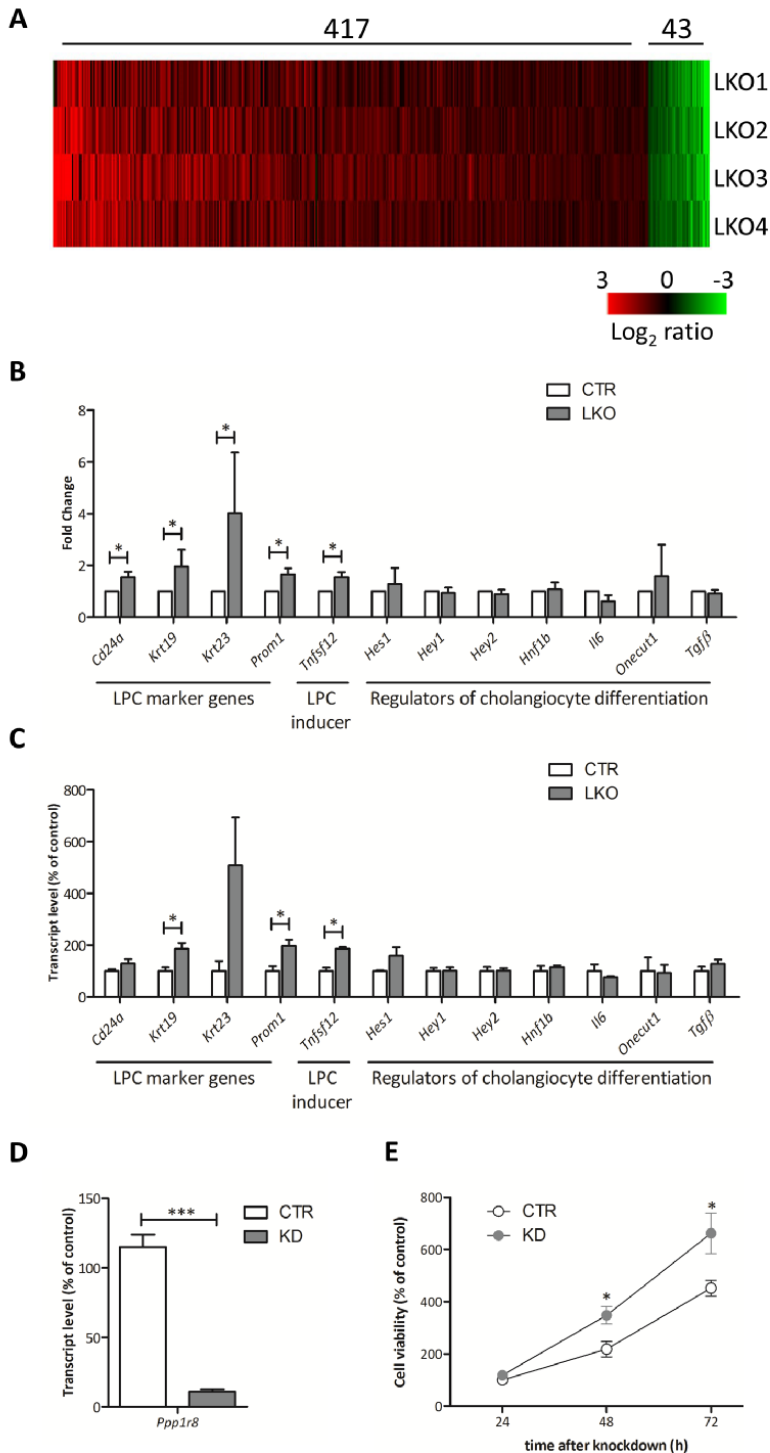 A
417 43
LKO1
LKO2
LKO3
LKO4
3 0 -3
Log2 ratio
B
CTR
LKO
Fold Change
8
6
4
2
0
*
*
*
*
*
Cd24a Krt19 Krt23 Prom1 Tnfsf12 Hes1 Hey1 Hey2 Hnf1b Il6 Onecut1 Tgfβ
LPC marker genes LPC inducer Regulators of cholangiocyte differentiation
C
CTR
LKO
Transcript level (% of control)
800
600
400
200
0
*
*
*
Cd24a Krt19 Krt23 Prom1 Tnfsf12 Hes1 Hey1 Hey2 Hnf1b Il6 Onecut1 Tgfβ
LPC marker genes LPC inducer Regulators of cholangiocyte differentiation
D
Transcript level (% of control)
150
100
50
0
***
CTR
KD
Ppp1r8
E
Cell viability (% of control)
800
600
400
200
0
CTR
KD
*
*
24 48 72
time after knockdown (h)